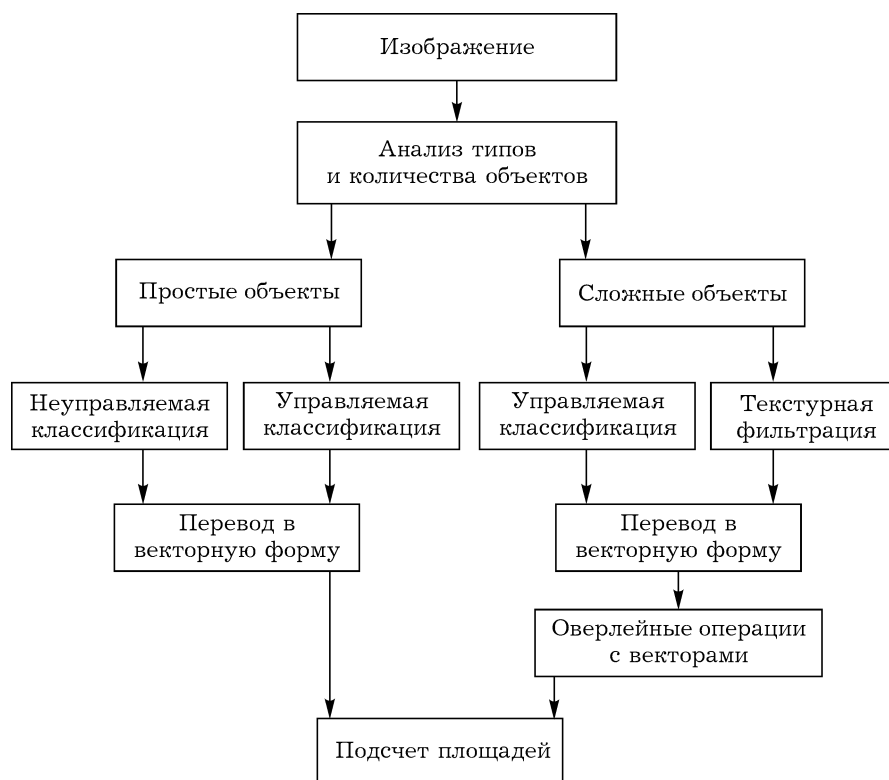 Изображение
Анализ типов
и количества объектов
Простые объекты
Сложные объекты
Неуправляемая
классификация
Управляемая
классификация
Управляемая
классификация
Текстурная
фильтрация
Перевод в
векторную форму
Перевод в
векторную форму
Оверлейные операции
с векторами
Подсчет площадей